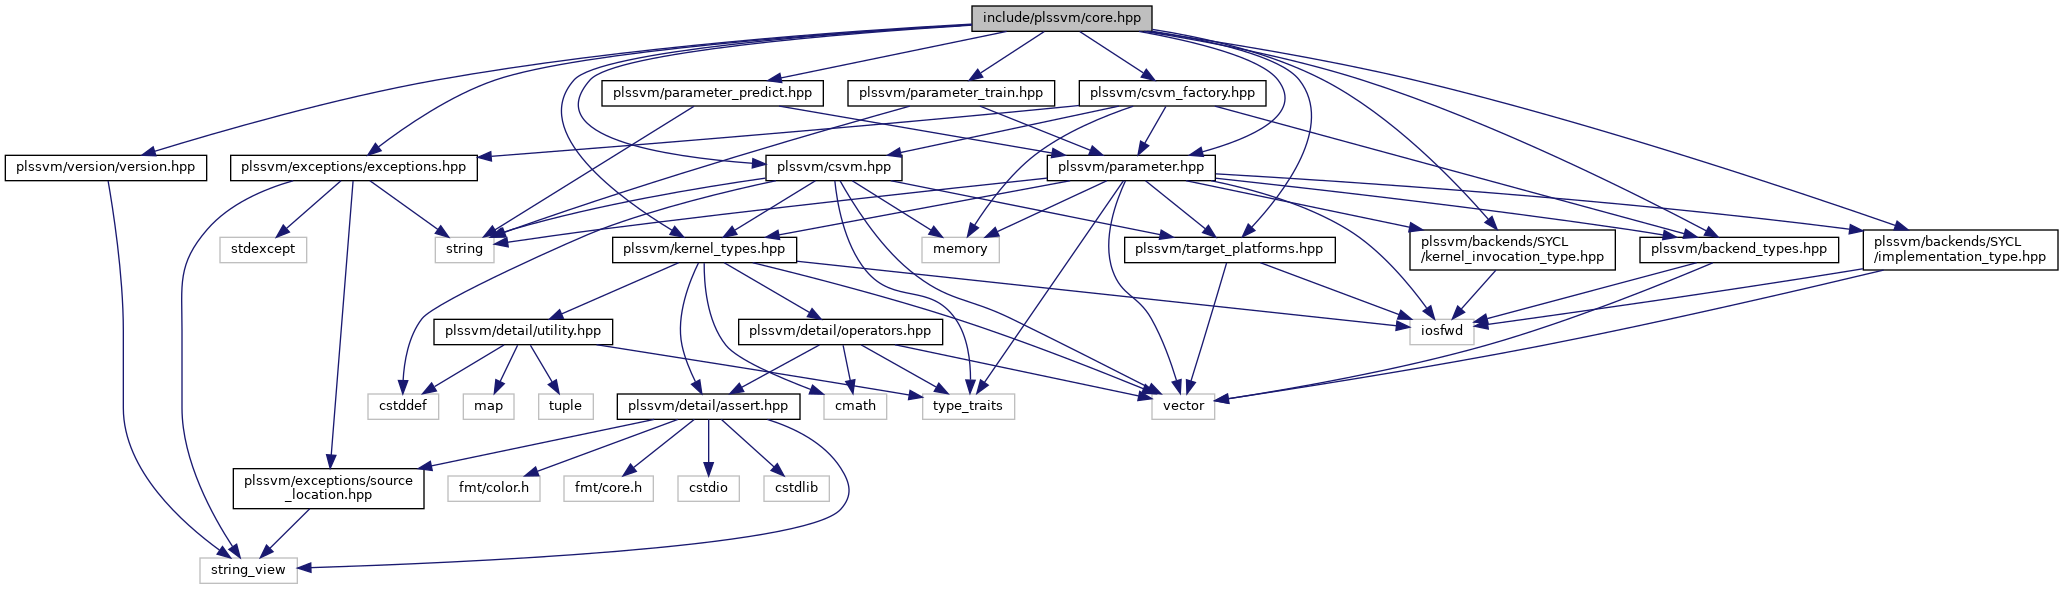 include/plssvm/core.hpp
plssvm/parameter_predict.hpp
plssvm/parameter_train.hpp
plssvm/csvm_factory.hpp
plssvm/version/version.hpp
plssvm/exceptions/exceptions.hpp
plssvm/csvm.hpp
plssvm/parameter.hpp
stdexcept
string
plssvm/kernel_types.hpp
memory
plssvm/target_platforms.hpp
plssvm/backends/SYCL
/kernel_invocation_type.hpp
plssvm/backend_types.hpp
plssvm/backends/SYCL
/implementation_type.hpp
plssvm/detail/utility.hpp
plssvm/detail/operators.hpp
iosfwd
cstddef
map
tuple
plssvm/detail/assert.hpp
cmath
type_traits
vector
plssvm/exceptions/source
_location.hpp
fmt/color.h
fmt/core.h
cstdio
cstdlib
string_view